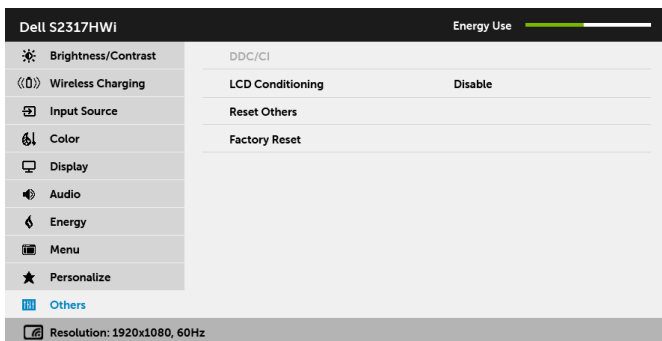 Dell S2317HWi Energy Use
Brightness/Contrast DDC/CI
Wireless Charging LCD Conditioning Disable
Input Source Reset Others
Color Factory Reset
Display
Audio
Energy
Menu
Personalize
Others
Resolution: 1920x1080, 60Hz